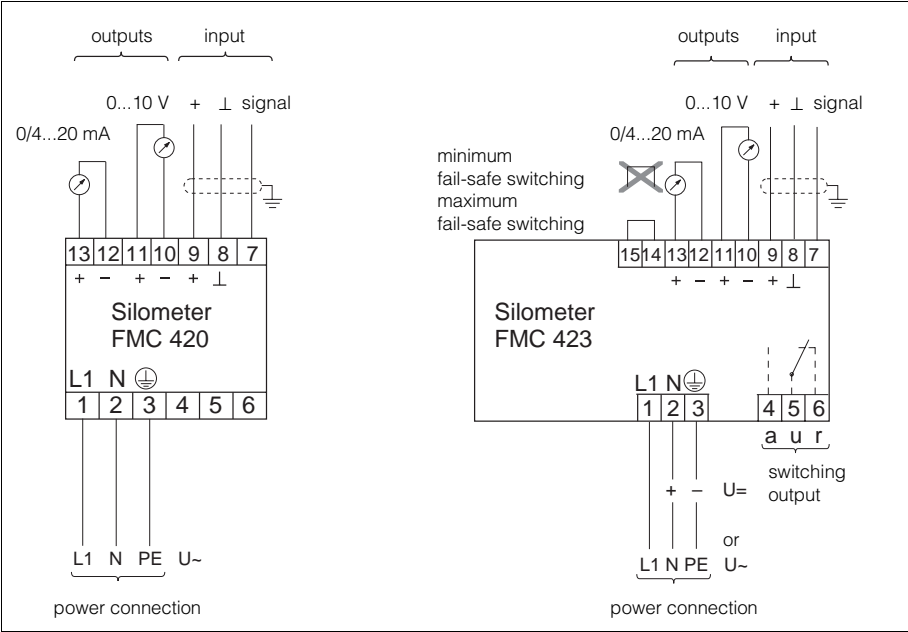 outputs input
0...10 V + ⊥ signal
0/4...20 mA
13 12 11 10 9 8 7
+ – + – + ⊥
Silometer
FMC 420
L1 N
1 2 3 4 5 6
L1 N PE U~
power connection
outputs input
0...10 V + ⊥ signal
0/4...20 mA
minimum
fail-safe switching
maximum
fail-safe switching
15 14 13 12 11 10 9 8 7
+ – + – + ⊥
Silometer
FMC 423
L1 N
1 2 3 4 5 6
a u r
switching
output
+ – U=
or
L1 N PE U~
power connection